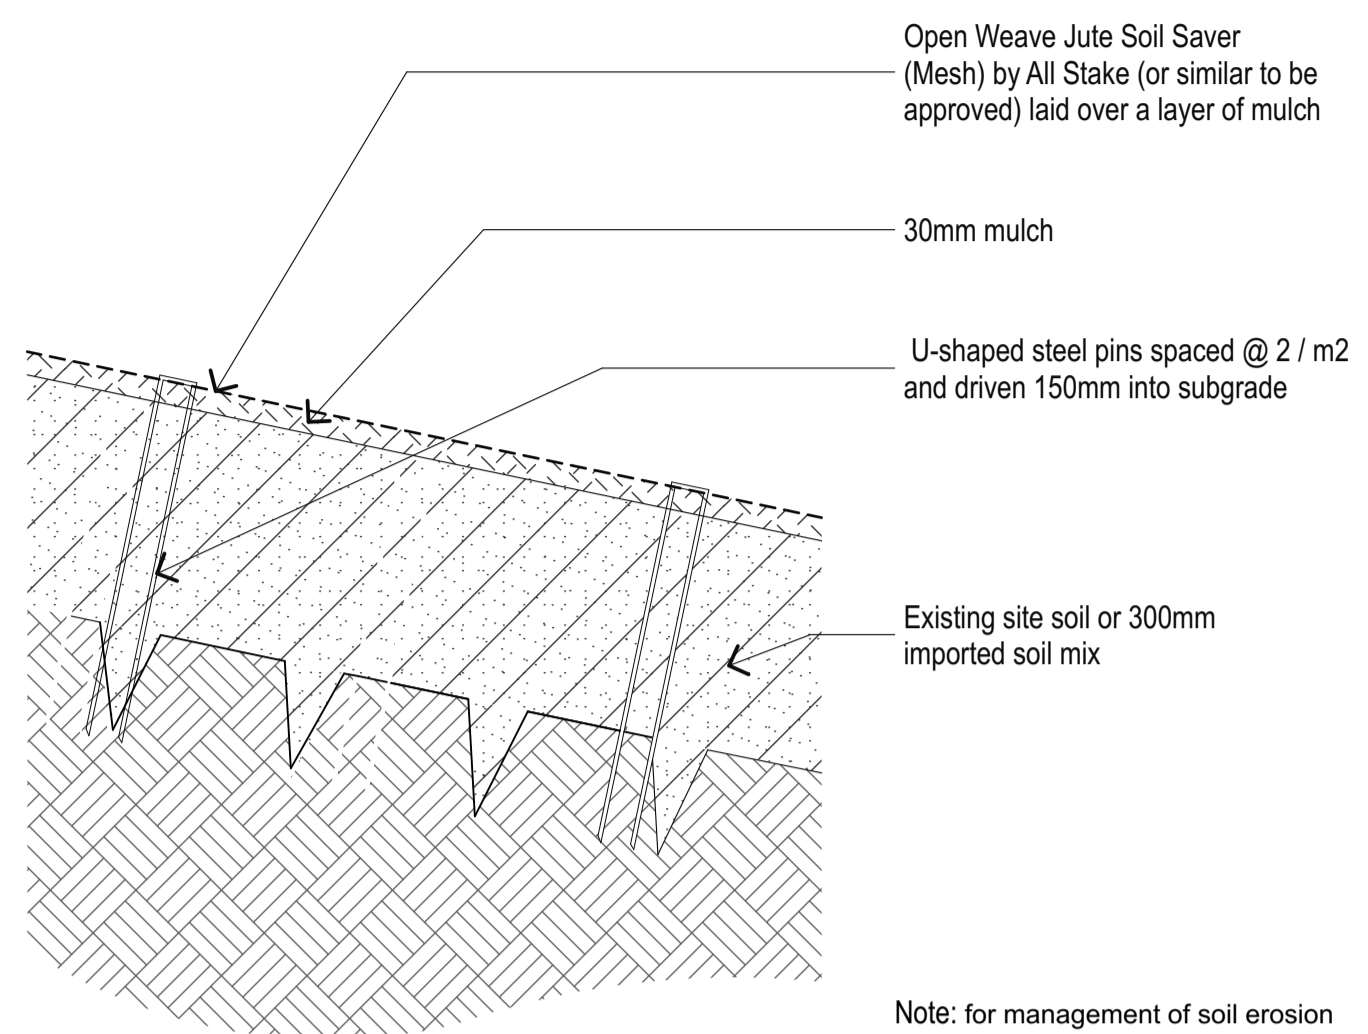 Open Weave Jute Soil Saver
(Mesh) by All Stake (or similar to be
approved) laid over a layer of mulch
30mm mulch
U-shaped steel pins spaced @ 2 / m2
and driven 150mm into subgrade
Existing site soil or 300mm
imported soil mix
Note: for management of soil erosion